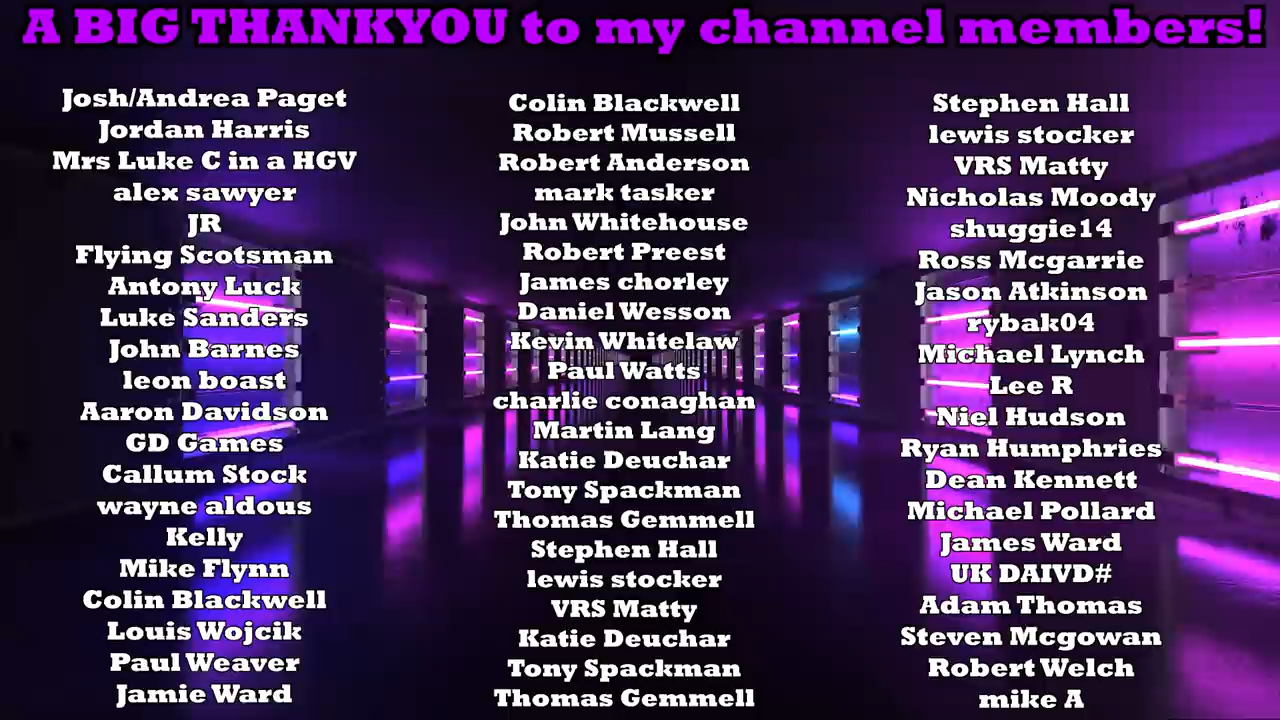 A BIG THANKYOU to my channel members!
Josh/Andrea Paget
Jordan Harris
Mrs Luke C in a HGV
alex sawyer
JR
Flying Scotsman
Antony Luck
Luke Sanders
John Barnes
leon boast
Aaron Davidson
GD Games
Callum Stock
wayne aldous
Kelly
Mike Flynn
Colin Blackwell
Louis Wojcik
Paul Weaver
Jamie Ward
Colin Blackwell
Robert Mussell
Robert Anderson
mark tasker
John Whitehouse
Robert Preest
James chorley
Daniel Wesson
Kevin Whitelaw
Paul Watts
charlie conaghan
Martin Lang
Katie Deuchar
Tony Spackman
Thomas Gemmell
Stephen Hall
lewis stocker
VRS Matty
Katie Deuchar
Tony Spackman
Thomas Gemmell
Stephen Hall
lewis stocker
VRS Matty
Nicholas Moody
shuggie14
Ross Mcgarrie
Jason Atkinson
rybak04
Michael Lynch
Lee R
Niel Hudson
Ryan Humphries
Dean Kennett
Michael Pollard
James Ward
UK DAIVD#
Adam Thomas
Steven Mcgowan
Robert Welch
mike A